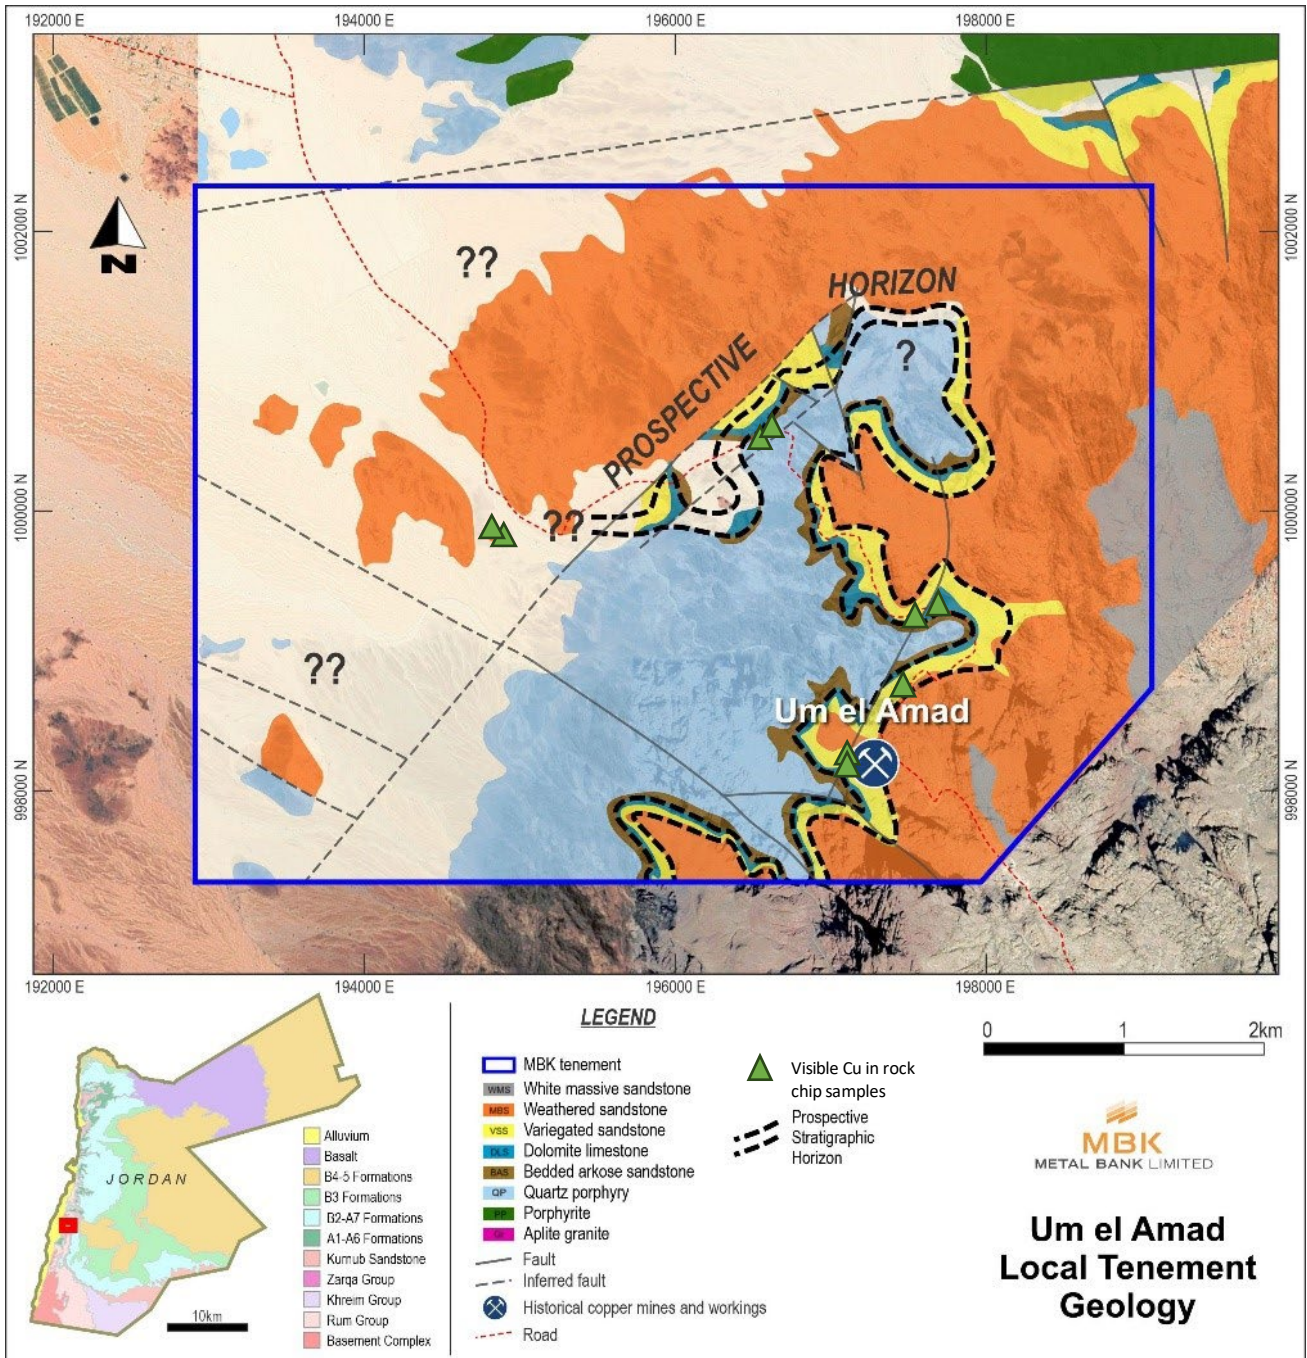 192000 E
194000 E
196000 E
198000 E
1002000 N
1002000 N
N
??
HORIZON
?
PROSPECTIVE
1000000 N
1000000 N
??
??
Um el Amad
998000 N
998000 N
192000 E
194000 E
196000 E
198000 E
JORDAN
10km
Alluvium
Basalt
B4-5 Formations
B3 Formations
B2-A7 Formations
A1-A6 Formations
Kurnub Sandstone
Zarqa Group
Khreim Group
Rum Group
Basement Complex
LEGEND
MBK tenement
WMS White massive sandstone
MBS Weathered sandstone
VSS Variegated sandstone
DLS Dolomite limestone
BAS Bedded arkose sandstone
QP Quartz porphyry
PP Porphyrite
Gr Aplite granite
Fault
Inferred fault
Historical copper mines and workings
Road
Visible Cu in rock
chip samples
Prospective
Stratigraphic
Horizon
0 1 2km
MBK
METAL BANK LIMITED
Um el Amad
Local Tenement
Geology